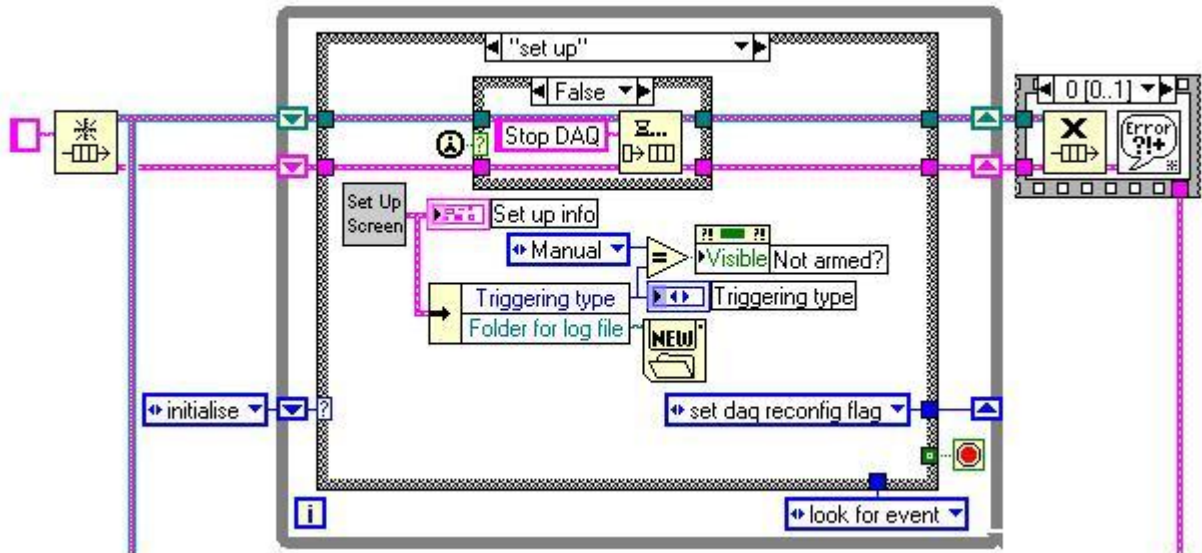 "set up"
False
0 [0..1]
Stop DAQ
Error
?!+
Set Up
Screen
Set up info
Manual
=
?! ?!
Visible
Not armed?
Triggering type
Triggering type
Folder for log file
NEW
initialise
?
?
set daq reconfig flag
i
look for event